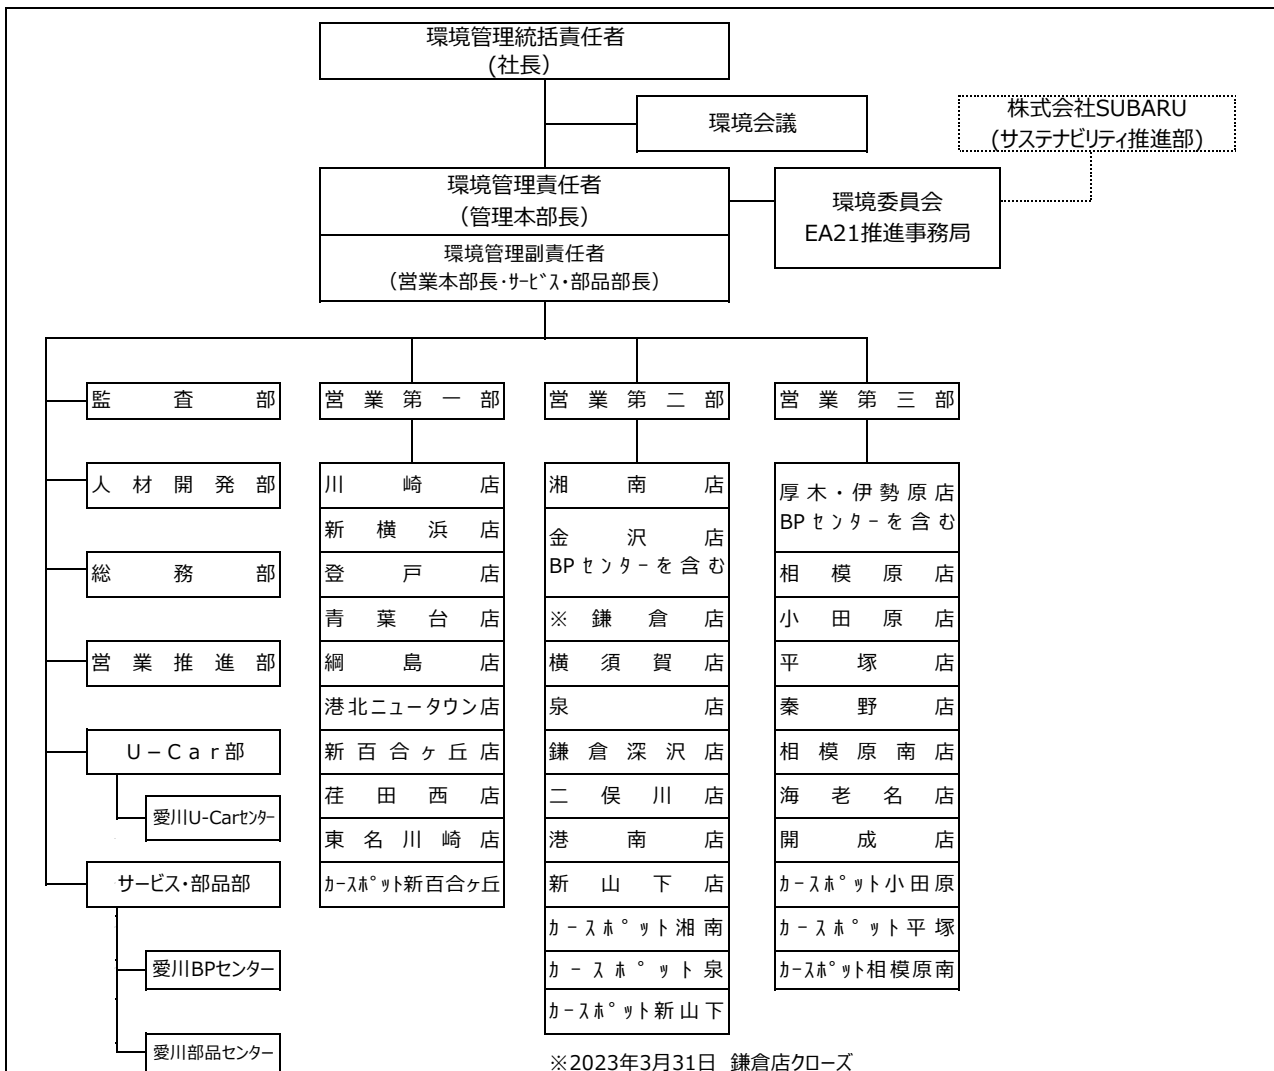 環境管理統括責任者
(社長)
環境会議
株式会社SUBARU
(サステナビリティ推進部)
環境管理責任者
(管理本部長)
環境委員会
EA21推進事務局
環境管理副責任者
(営業本部長・ｻｰﾋﾞｽ・部品部長)
監査部
人材開発部
総務部
営業推進部
U－Ｃａｒ部
愛川U-Carｾﾝﾀｰ
サービス・部品部
愛川BPセンター
愛川部品センター
営業第一部
川崎店
新横浜店
登戸店
青葉台店
綱島店
港北ニュータウン店
新百合ヶ丘店
荏田西店
東名川崎店
ｶｰｽﾎﾟｯﾄ新百合ヶ丘
営業第二部
湘南店
金沢店
BPｾﾝﾀｰを含む
※鎌倉店
横須賀店
泉店
鎌倉深沢店
二俣川店
港南店
新山下店
ｶｰｽﾎﾟｯﾄ湘南
ｶｰｽﾎﾟｯﾄ泉
ｶｰｽﾎﾟｯﾄ新山下
営業第三部
厚木・伊勢原店
BPｾﾝﾀｰを含む
相模原店
小田原店
平塚店
秦野店
相模原南店
海老名店
開成店
ｶｰｽﾎﾟｯﾄ小田原
ｶｰｽﾎﾟｯﾄ平塚
ｶｰｽﾎﾟｯﾄ相模原南
※2023年3月31日 鎌倉店クローズ